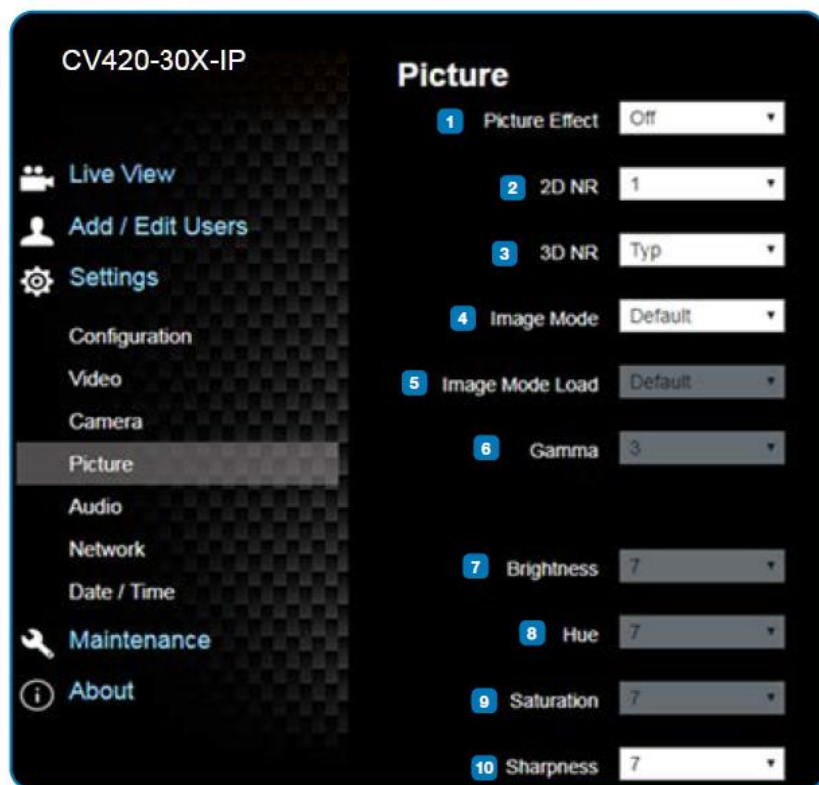 CV420-30X-IP
Live View
Add / Edit Users
Settings
Configuration
Video
Camera
Picture
Audio
Network
Date / Time
Maintenance
About
Picture
1 Picture Effect Off
2 2D NR 1
3 3D NR Typ
4 Image Mode Default
5 Image Mode Load Default
6 Gamma 3
7 Brightness 7
8 Hue 7
9 Saturation 7
10 Sharpness 7